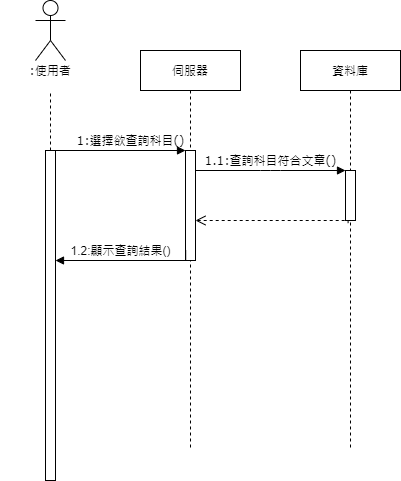 :使用者
伺服器
資料庫
1:選擇欲查詢科目()
1.1:查詢科目符合文章()
1.2:顯示查詢結果()